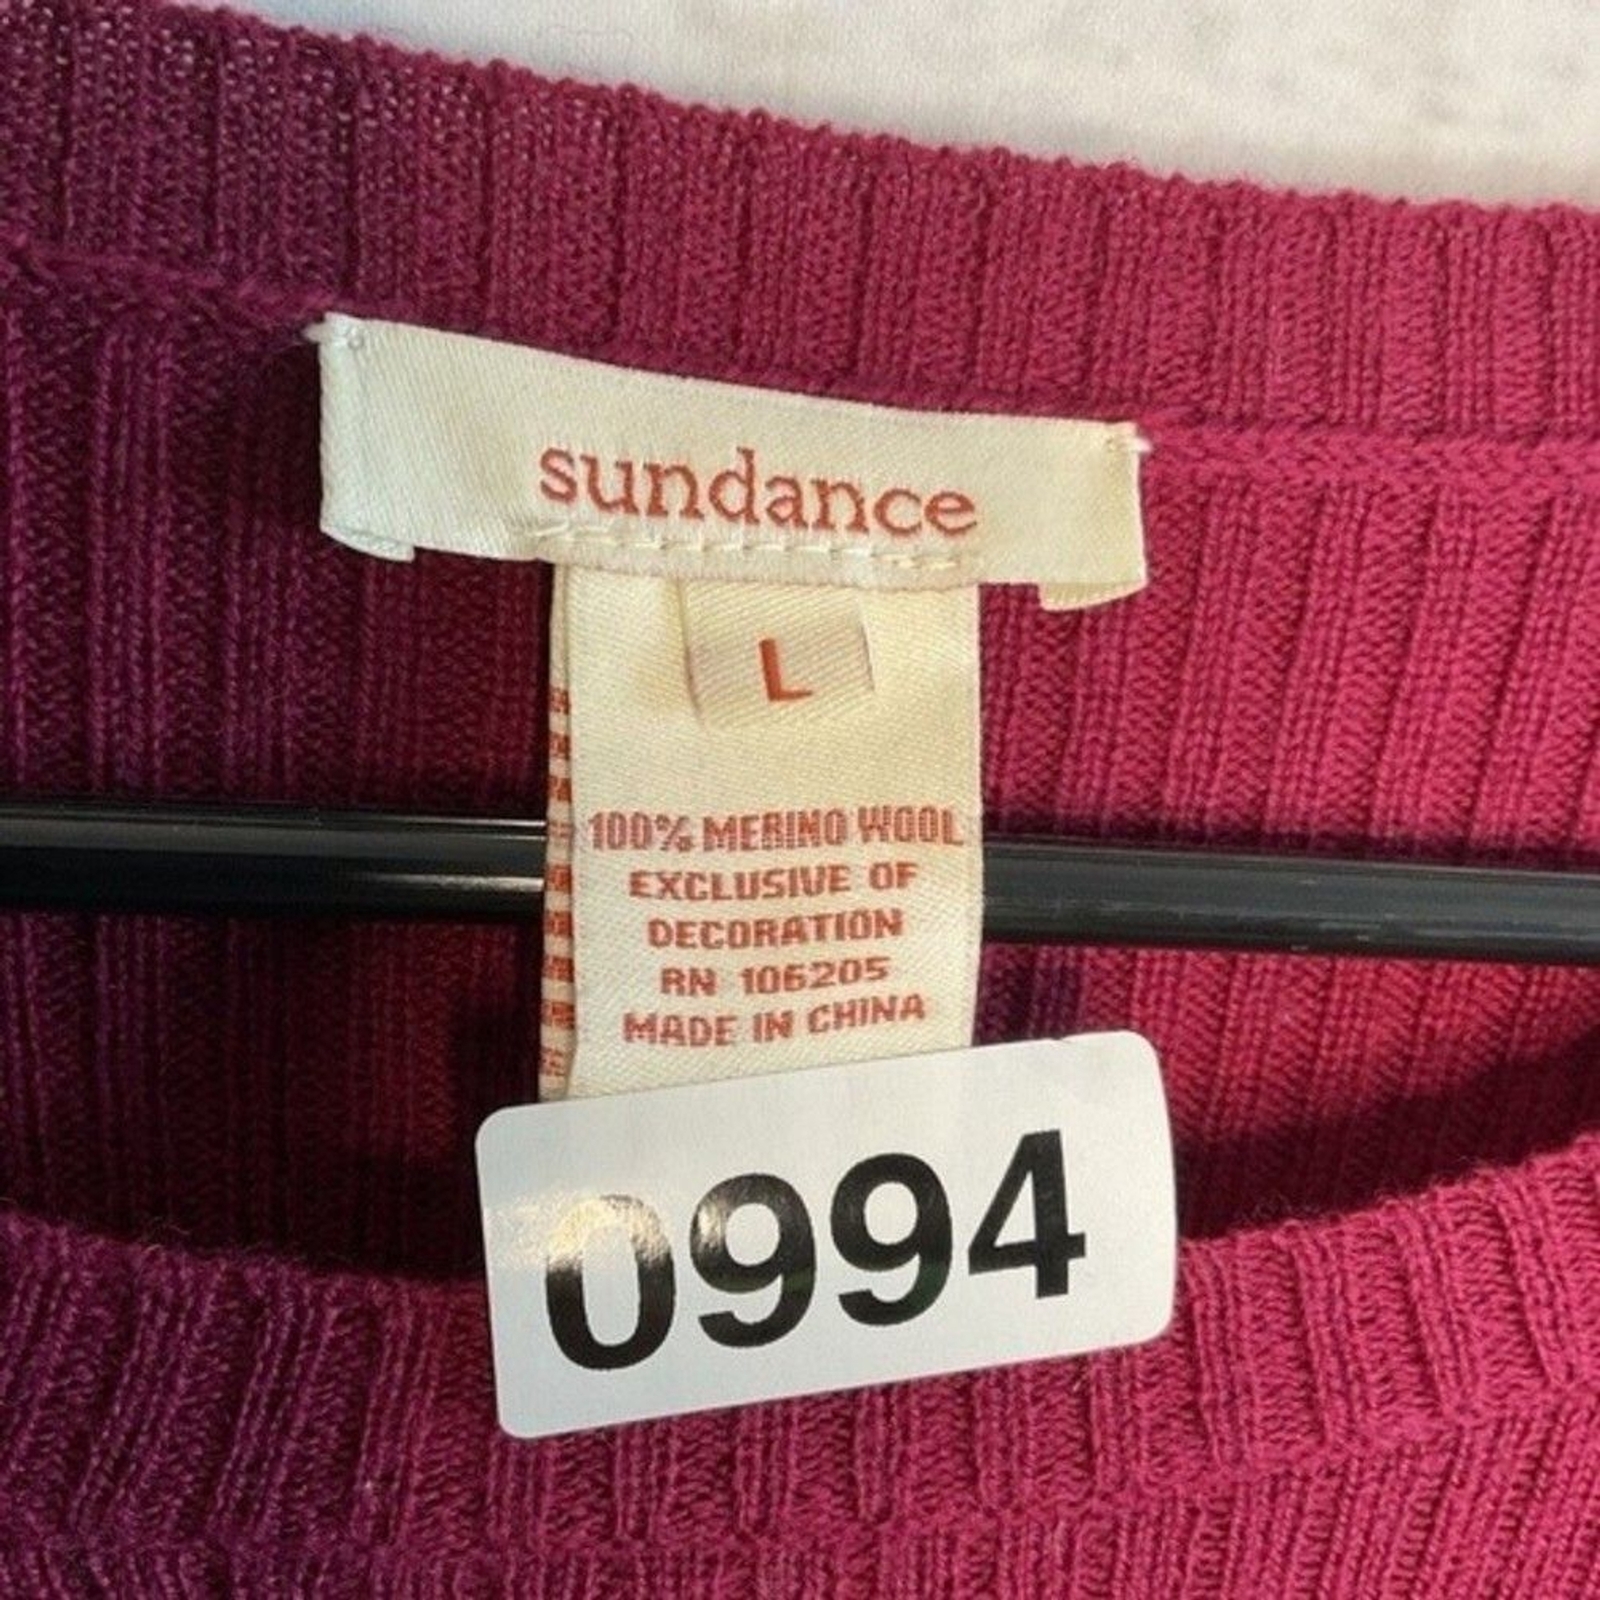 sundance
L
100% MERINO WOOL
EXCLUSIVE OF
DECORATION
RN 106205
MADE IN CHINA
0994